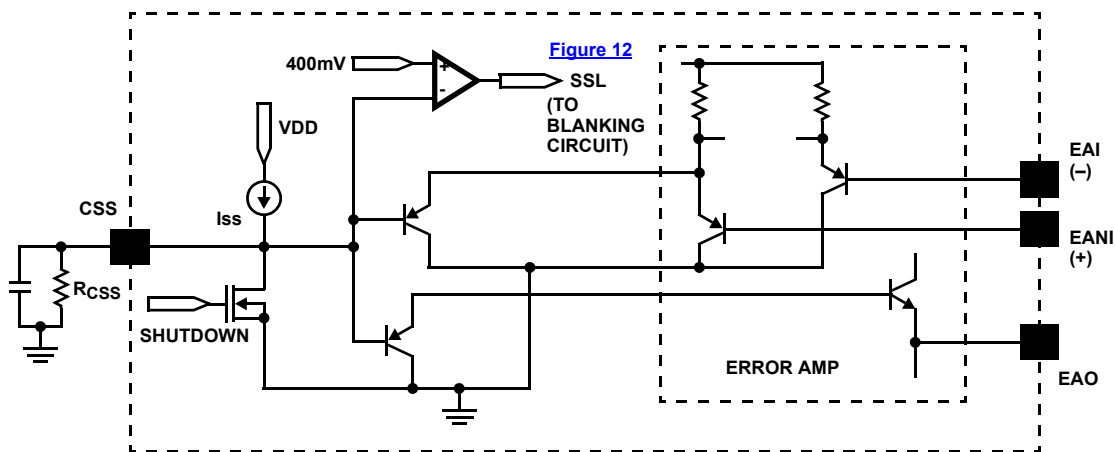 Figure 12
400mV
+
-
SSL
(TO
BLANKING
CIRCUIT)
VDD
EAI
(–)
CSS
Iss
EANI
(+)
RCSS
SHUTDOWN
ERROR AMP
EAO